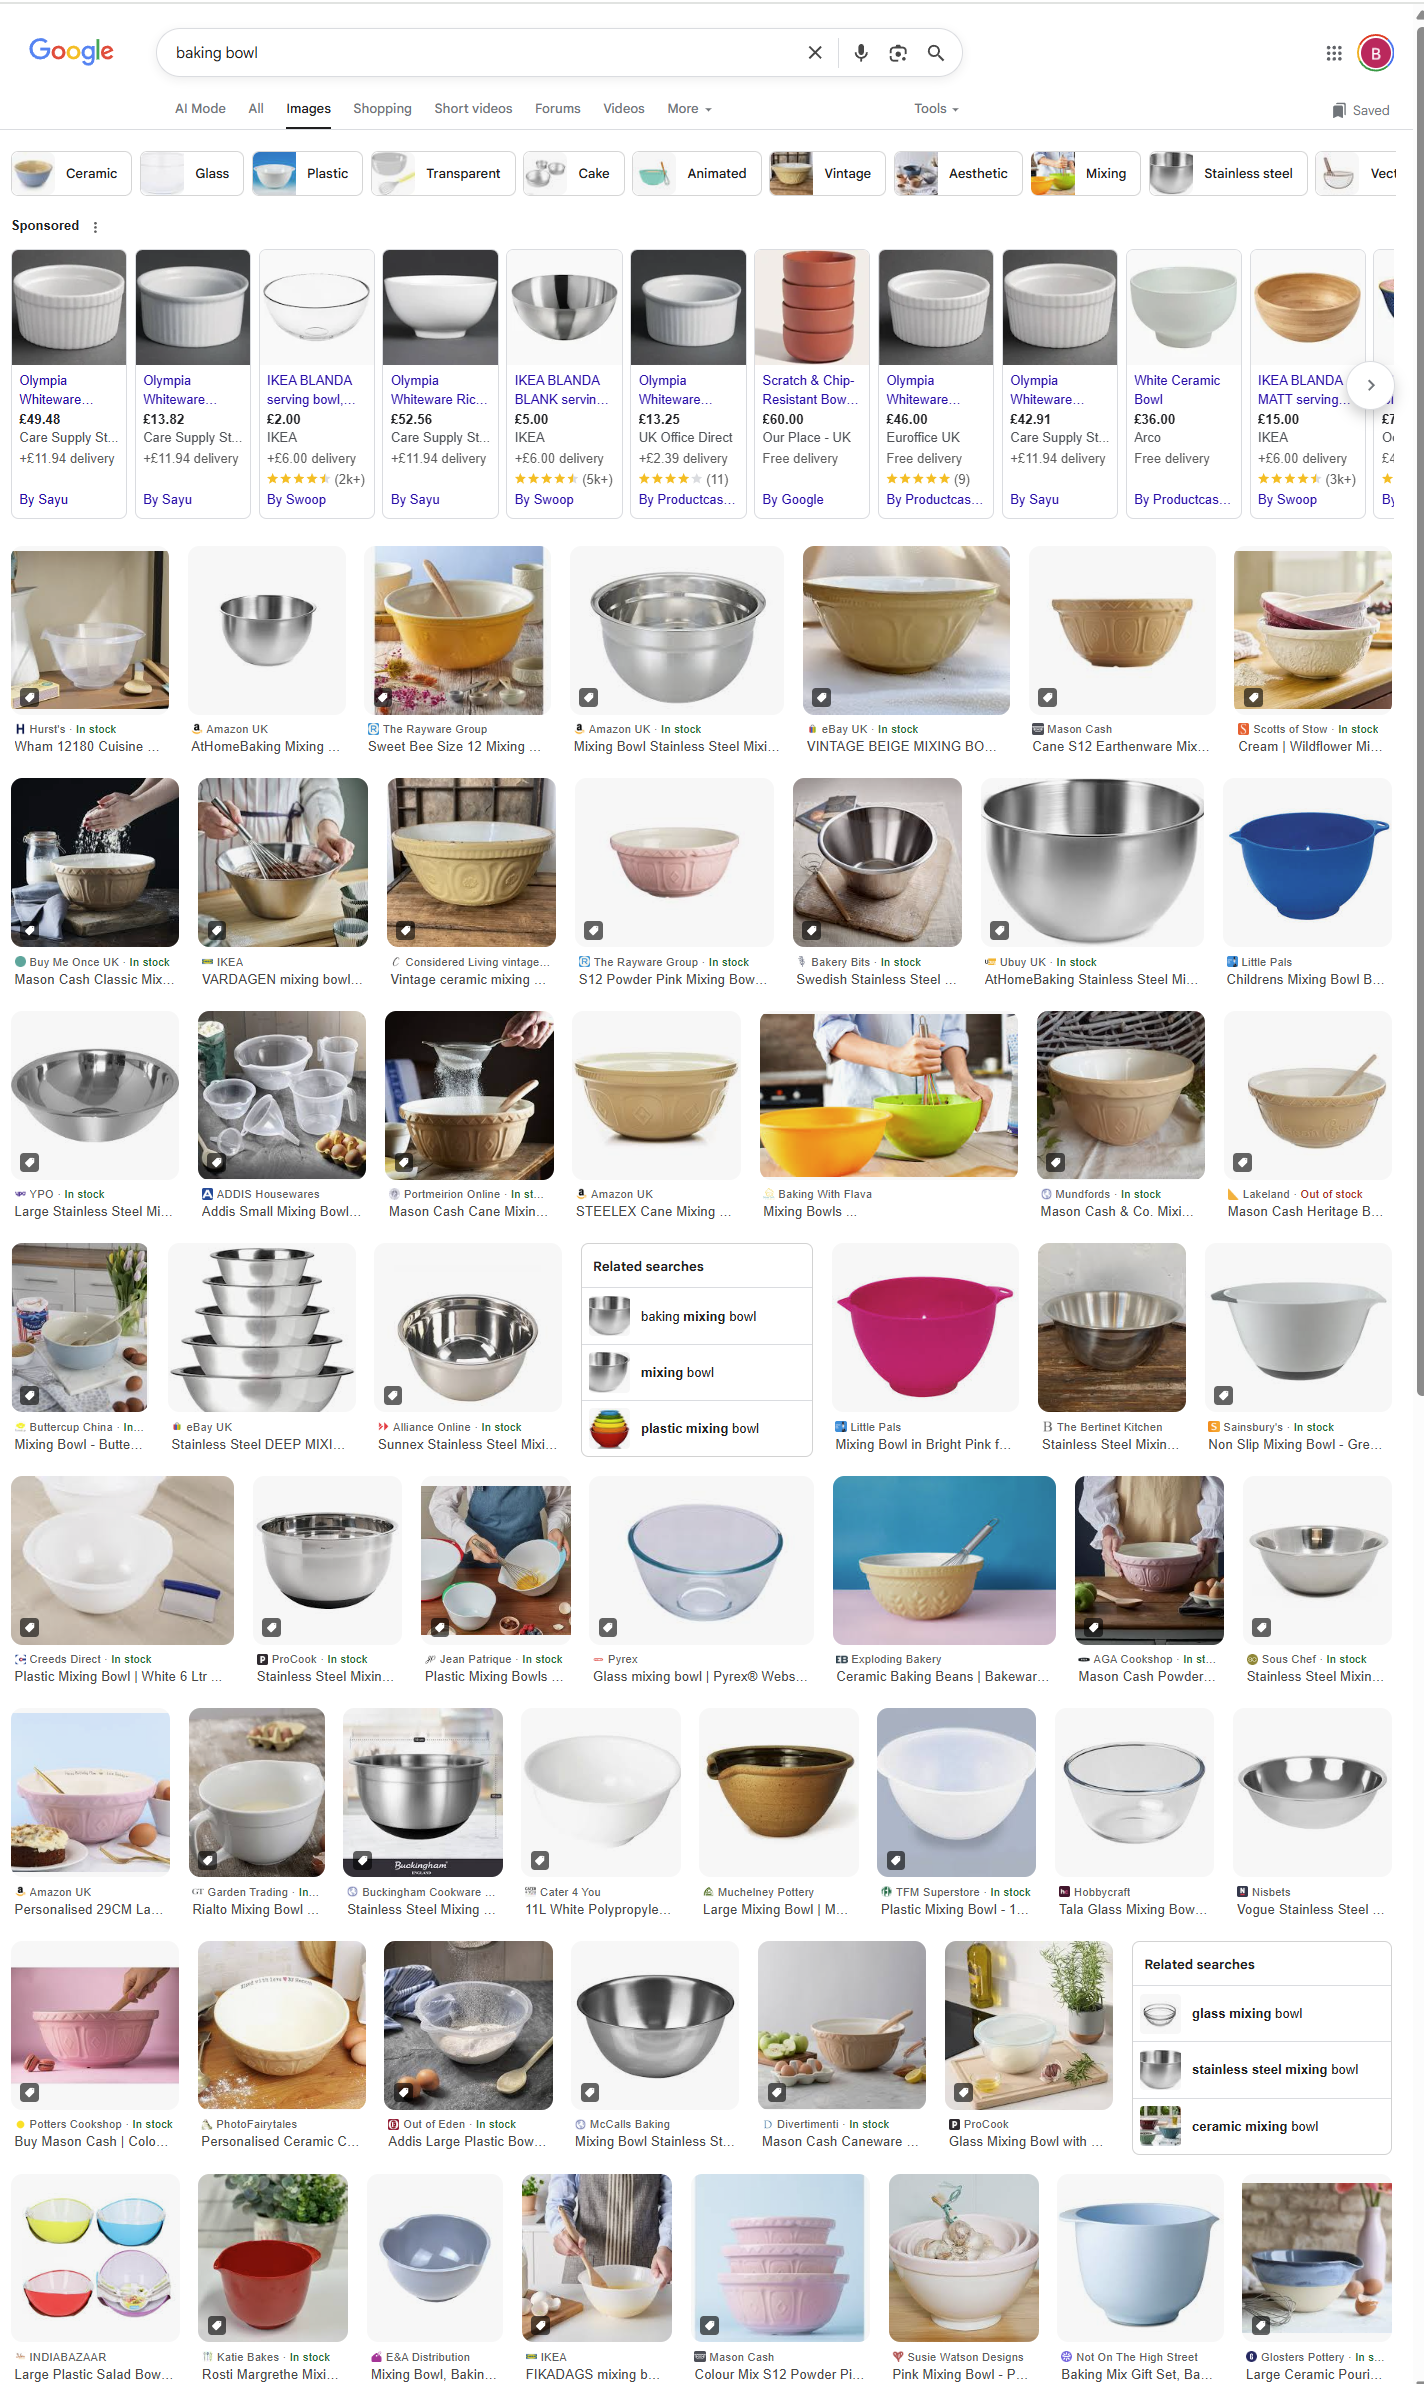 Google
baking bowl
B
AI Mode
All
Images
Shopping
Short videos
Forums
Videos
More
Tools
Saved
Ceramic
Glass
Plastic
Transparent
Cake
Animated
Vintage
Aesthetic
Mixing
Stainless steel
Vect
Sponsored
Olympia
Whiteware...
£49.48
Care Supply St...
+£11.94 delivery
By Sayu
Olympia
Whiteware...
£13.82
Care Supply St...
+£11.94 delivery
By Sayu
IKEA BLANDA
serving bowl,...
£2.00
IKEA
+£6.00 delivery
(2k+)
By Swoop
Olympia
Whiteware Ric...
£52.56
Care Supply St...
+£11.94 delivery
By Sayu
IKEA BLANDA
BLANK servin...
£5.00
IKEA
+£6.00 delivery
(5k+)
By Swoop
Olympia
Whiteware...
£13.25
UK Office Direct
+£2.39 delivery
(11)
By Productcas...
Scratch & Chip-
Resistant Bow...
£60.00
Our Place - UK
Free delivery
By Google
Olympia
Whiteware...
£46.00
Euroffice UK
Free delivery
(9)
By Productcas...
Olympia
Whiteware...
£42.91
Care Supply St...
+£11.94 delivery
By Sayu
White Ceramic
Bowl
£36.00
Arco
Free delivery
By Productcas...
IKEA BLANDA
MATT serving...
£15.00
IKEA
+£6.00 delivery
(3k+)
By Swoop
Hurst's · In stock
Wham 12180 Cuisine ...
Amazon UK
AtHomeBaking Mixing ...
The Rayware Group
Sweet Bee Size 12 Mixing ...
Amazon UK · In stock
Mixing Bowl Stainless Steel Mixi...
eBay UK · In stock
VINTAGE BEIGE MIXING BO...
Mason Cash
Cane S12 Earthenware Mix...
Scotts of Stow · In stock
Cream | Wildflower Mi...
Buy Me Once UK · In stock
Mason Cash Classic Mix...
IKEA
VARDAGEN mixing bowl...
Considered Living vintage...
Vintage ceramic mixing ...
The Rayware Group · In stock
S12 Powder Pink Mixing Bow...
Bakery Bits · In stock
Swedish Stainless Steel ...
Ubuy UK · In stock
AtHomeBaking Stainless Steel Mi...
Little Pals
Childrens Mixing Bowl B...
YPO · In stock
Large Stainless Steel Mi...
ADDIS Housewares
Addis Small Mixing Bowl...
Portmeirion Online · In st...
Mason Cash Cane Mixin...
Amazon UK
STEELEX Cane Mixing ...
Baking With Flava
Mixing Bowls ...
Mundfords · In stock
Mason Cash & Co. Mixi...
Lakeland · Out of stock
Mason Cash Heritage B...
Buttercup China · In...
Mixing Bowl - Butte...
eBay UK
Stainless Steel DEEP MIXI...
Alliance Online · In stock
Sunnex Stainless Steel Mixi...
Related searches
baking mixing bowl
mixing bowl
plastic mixing bowl
Little Pals
Mixing Bowl in Bright Pink f...
The Bertinet Kitchen
Stainless Steel Mixin...
Sainsbury's · In stock
Non Slip Mixing Bowl - Gre...
Creeds Direct · In stock
Plastic Mixing Bowl | White 6 Ltr ...
ProCook · In stock
Stainless Steel Mixin...
Jean Patrique · In stock
Plastic Mixing Bowls ...
Pyrex
Glass mixing bowl | Pyrex® Webs...
Exploding Bakery
Ceramic Baking Beans | Bakewar...
AGA Cookshop · In st...
Mason Cash Powder...
Sous Chef · In stock
Stainless Steel Mixin...
Buckingham
ENGLAND
Amazon UK
Personalised 29CM La...
Garden Trading · In...
Rialto Mixing Bowl ...
Buckingham Cookware ...
Stainless Steel Mixing ...
Cater 4 You
11L White Polypropyle...
Muchelney Pottery
Large Mixing Bowl | M...
TFM Superstore · In stock
Plastic Mixing Bowl - 1...
Hobbycraft
Tala Glass Mixing Bow...
Nisbets
Vogue Stainless Steel ...
Potters Cookshop · In stock
Buy Mason Cash | Colo...
PhotoFairytales
Personalised Ceramic C...
Out of Eden · In stock
Addis Large Plastic Bow...
McCalls Baking
Mixing Bowl Stainless St...
Divertimenti · In stock
Mason Cash Caneware ...
ProCook
Glass Mixing Bowl with ...
Related searches
glass mixing bowl
stainless steel mixing bowl
ceramic mixing bowl
INDIABAZAAR
Large Plastic Salad Bow...
Katie Bakes · In stock
Rosti Margrethe Mixi...
E&A Distribution
Mixing Bowl, Bakin...
IKEA
FIKADAGS mixing b...
Mason Cash
Colour Mix S12 Powder Pi...
Susie Watson Designs
Pink Mixing Bowl - P...
Not On The High Street
Baking Mix Gift Set, Ba...
Glosters Pottery · In s...
Large Ceramic Pouri...